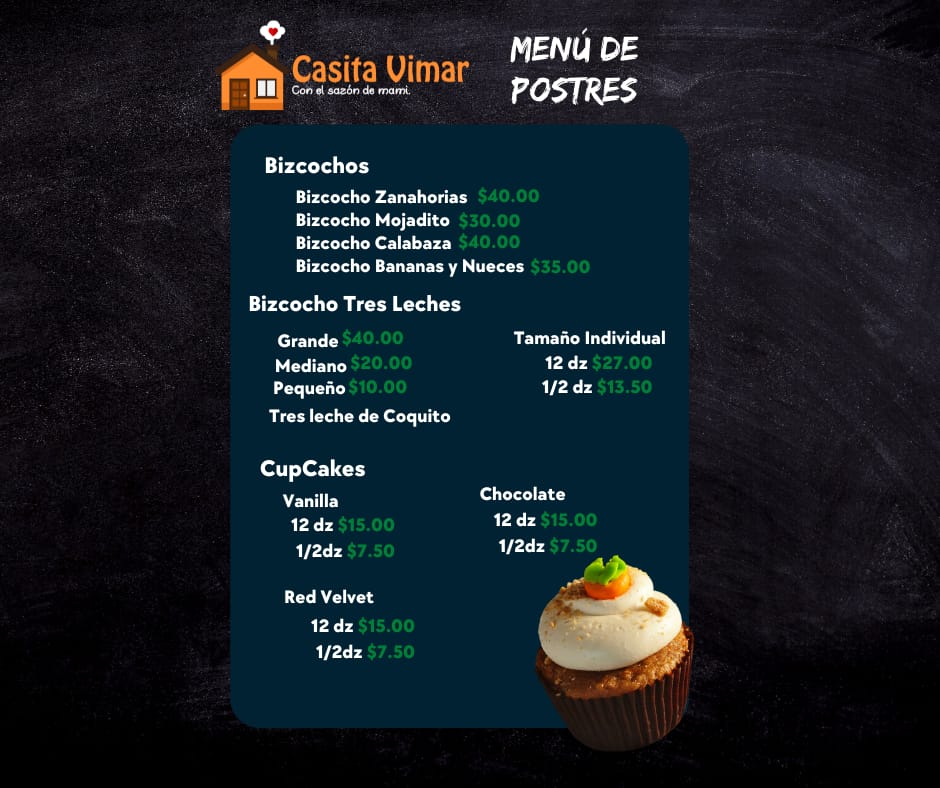 Casita Vimar
Con el sazón de mami.
MENÚ DE
POSTRES
Bizcochos
Bizcocho Zanahorias $40.00
Bizcocho Mojadito $30.00
Bizcocho Calabaza $40.00
Bizcocho Bananas y Nueces $35.00
Bizcocho Tres Leches
Grande $40.00
Mediano $20.00
Pequeño $10.00
Tres leche de Coquito
Tamaño Individual
12 dz $27.00
1/2 dz $13.50
CupCakes
Vanilla
12 dz $15.00
1/2dz $7.50
Chocolate
12 dz $15.00
1/2dz $7.50
Red Velvet
12 dz $15.00
1/2dz $7.50